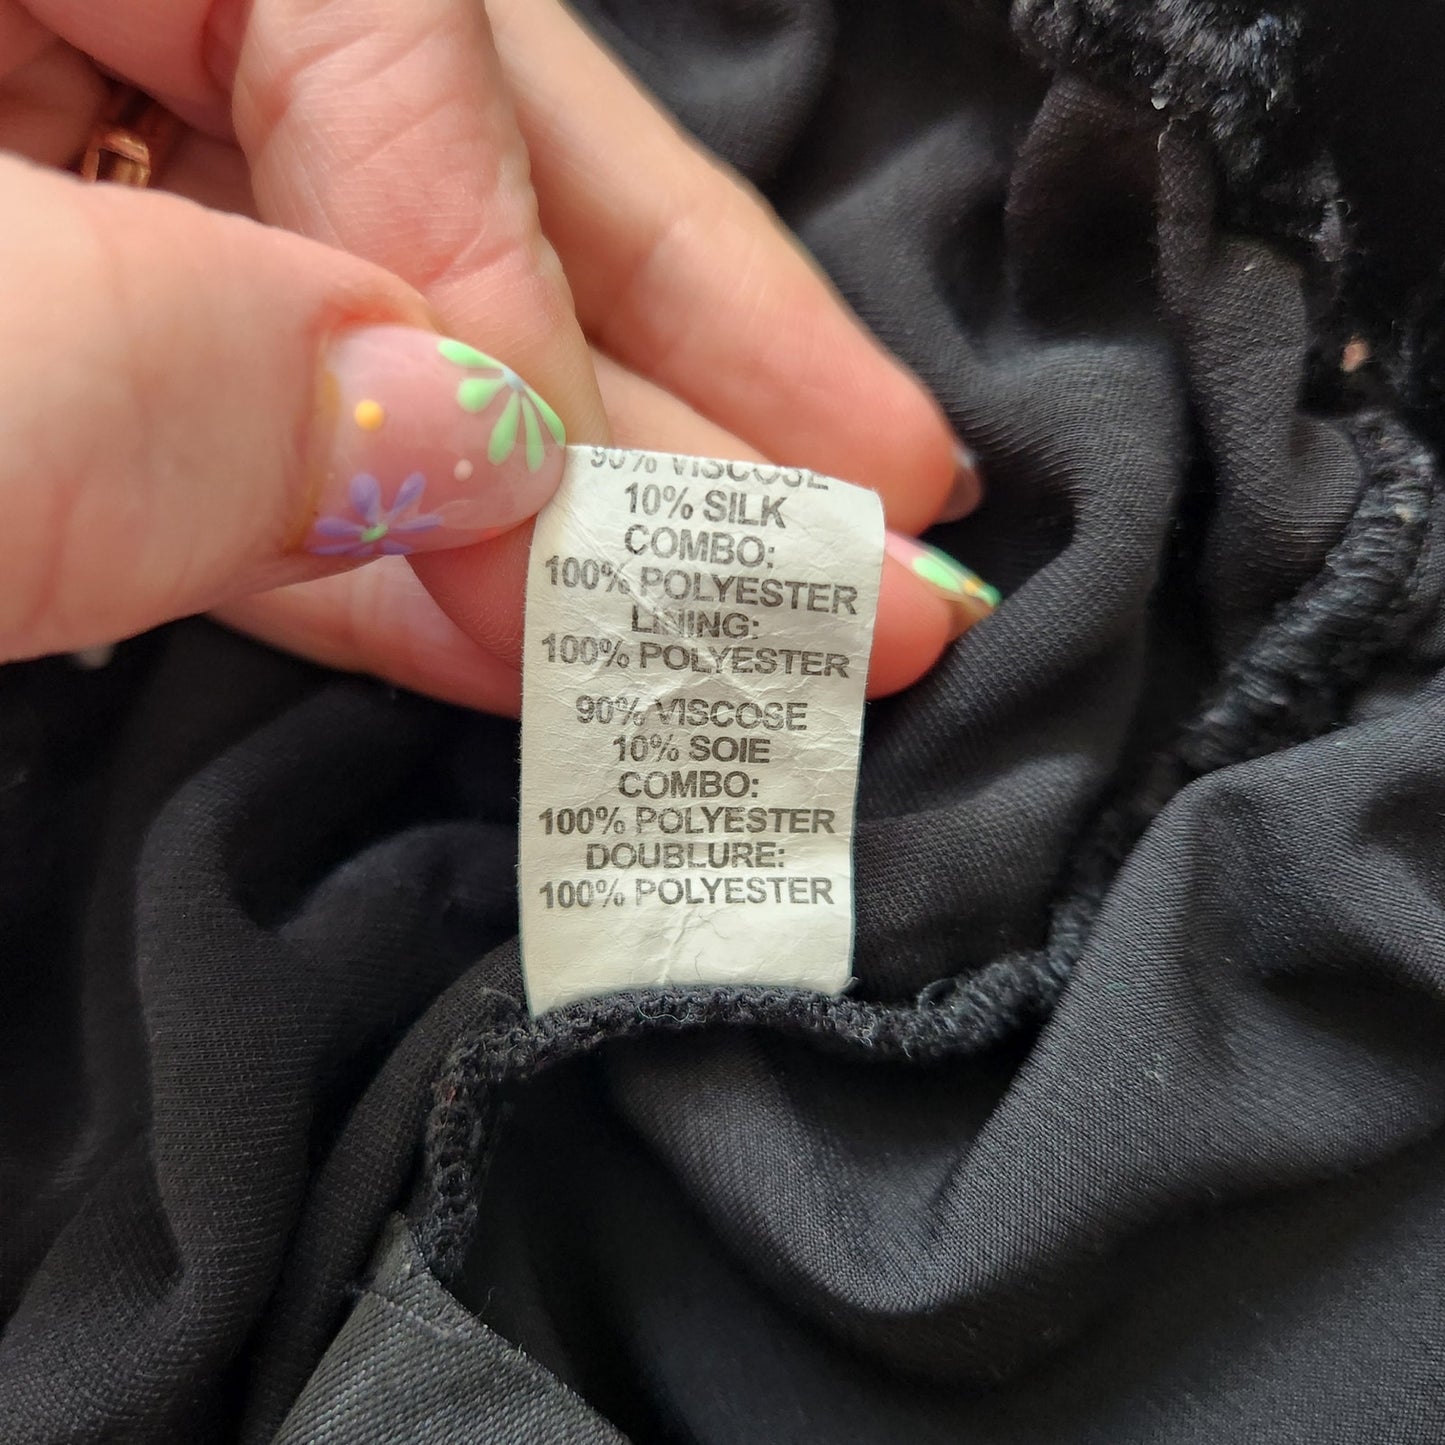 90% VISCOSE
10% SILK
COMBO:
100% POLYESTER
LINING:
100% POLYESTER
90% VISCOSE
10% SOIE
COMBO:
100% POLYESTER
DOUBLURE:
100% POLYESTER